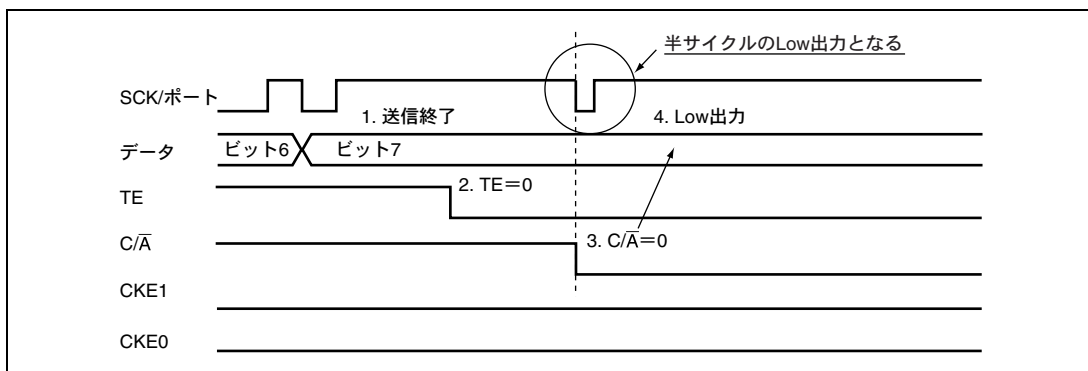 半サイクルのLow出力となる
SCK/ポート
1. 送信終了
4. Low出力
データ
ビット6
ビット7
TE
2. TE=0
C/A̅
3. C/A̅=0
CKE1
CKE0